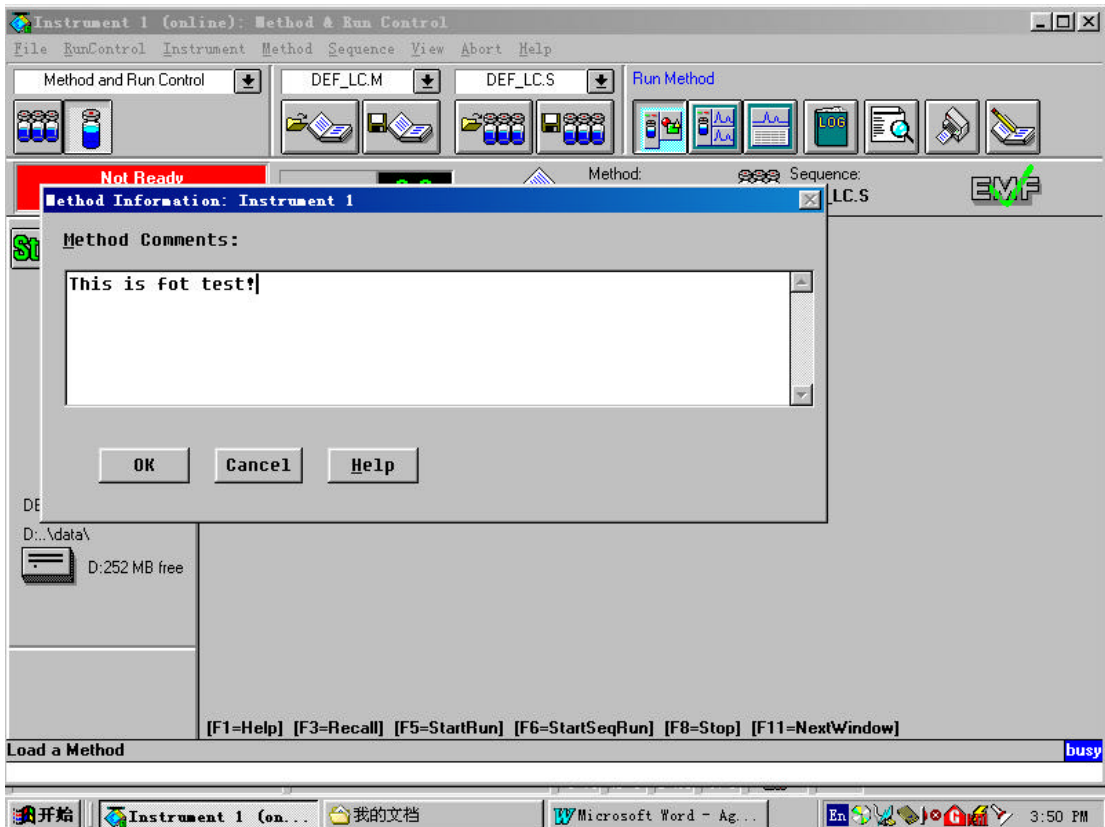 Instrument 1 (online): Method & Run Control
File RunControl Instrument Method Sequence View Abort Help
Method and Run Control DEF_LC.M DEF_LC.S Run Method
LOG
Not Ready Method: Sequence:
_LC.S EMF
Method Information: Instrument 1
Method Comments:
This is fot test!
OK Cancel Help
D:..\data\
D:252 MB free
[F1=Help] [F3=Recall] [F5=StartRun] [F6=StartSeqRun] [F8=Stop] [F11=NextWindow]
Load a Method busy
开始 Instrument 1 (on... 我的文档 Microsoft Word - Ag... En 3:50 PM